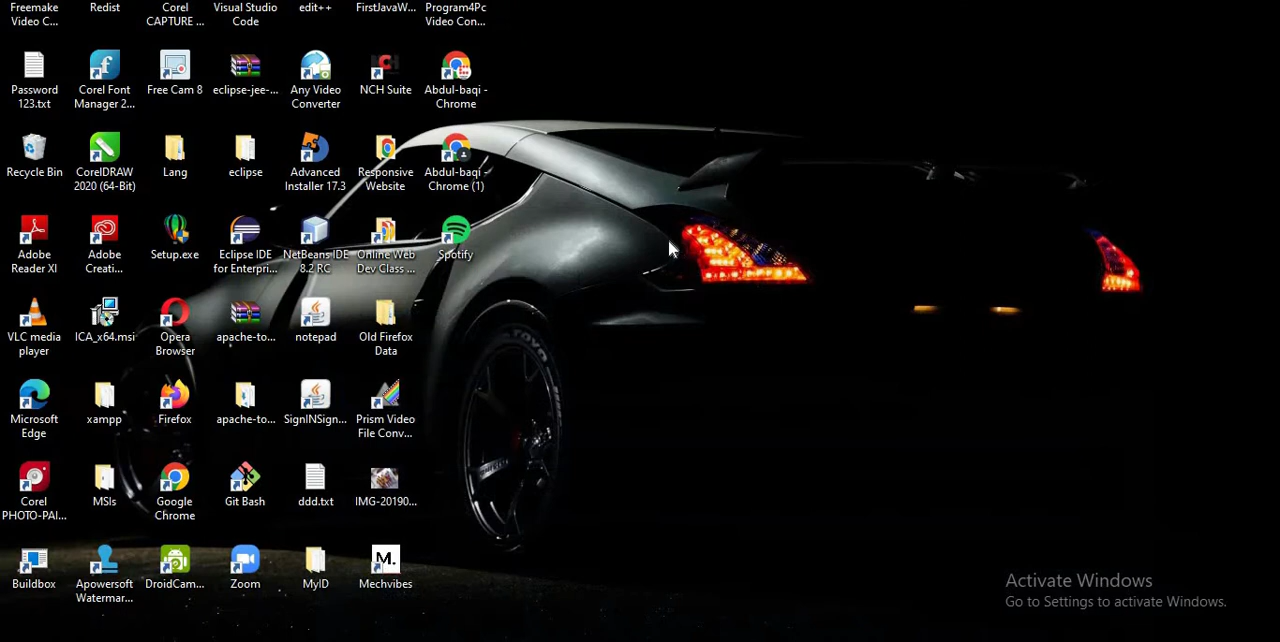 Freemake
Video C...
Redist
Corel
CAPTURE ...
Visual Studio
Code
edit++
FirstJavaW...
Program4Pc
Video Con...
Password
123.txt
Corel Font
Manager 2...
Free Cam 8
eclipse-jee-...
Any Video
Converter
NCH
NCH Suite
Abdul-baqi -
Chrome
Recycle Bin
CorelDRAW
2020 (64-Bit)
Lang
eclipse
Advanced
Installer 17.3
Responsive
Website
Abdul-baqi -
Chrome (1)
Adobe
Reader XI
Adobe
Creati...
Setup.exe
Eclipse IDE
for Enterpri...
NetBeans IDE
8.2 RC
Online Web
Dev Class ...
Spotify
VLC media
player
ICA_x64.msi
Opera
Browser
apache-to...
notepad
Old Firefox
Data
TOYO
Microsoft
Edge
xampp
Firefox
apache-to...
SignINSign...
Prism Video
File Conv...
Corel
PHOTO-PAI...
MSIs
Google
Chrome
Git Bash
ddd.txt
IMG-20190...
Buildbox
Apowersoft
Watermar...
DroidCam...
Zoom
MyID
M.
Mechvibes
Activate Windows
Go to Settings to activate Windows.